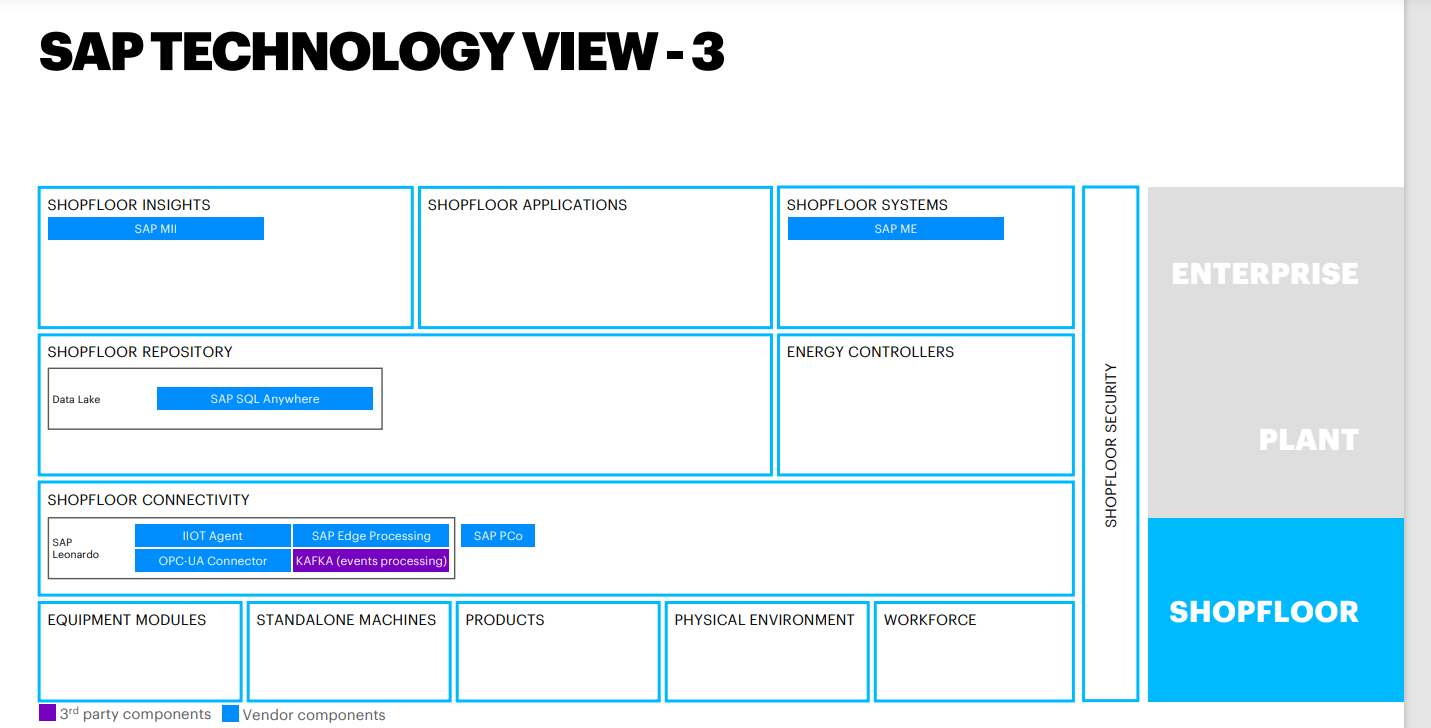 SAP TECHNOLOGY VIEW - 3
SHOPFLOOR INSIGHTS
SAP MII
SHOPFLOOR APPLICATIONS
SHOPFLOOR SYSTEMS
SAP ME
SHOPFLOOR REPOSITORY
Data Lake
SAP SQL Anywhere
ENERGY CONTROLLERS
SHOPFLOOR CONNECTIVITY
SAP
Leonardo
IIOT Agent
SAP Edge Processing
OPC-UA Connector
KAFKA (events processing)
SAP PCo
EQUIPMENT MODULES
STANDALONE MACHINES
PRODUCTS
PHYSICAL ENVIRONMENT
WORKFORCE
SHOPFLOOR SECURITY
ENTERPRISE
PLANT
SHOPFLOOR
3rd party components
Vendor components